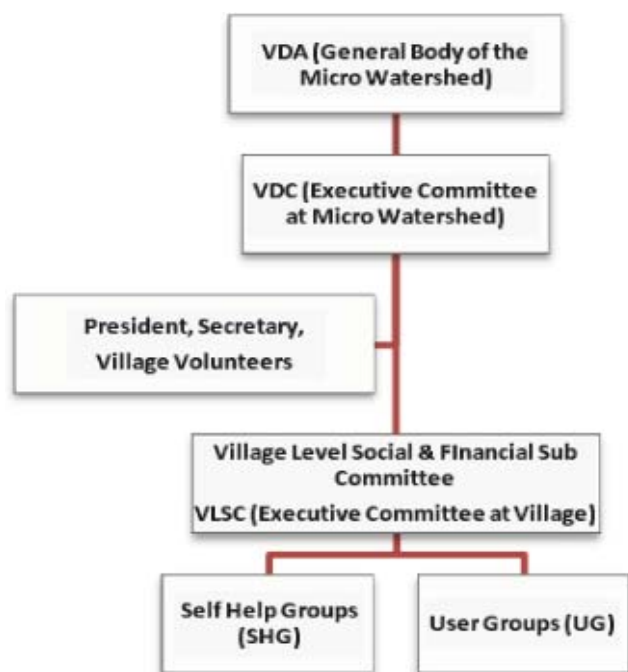 VDA (General Body of the
Micro Watershed)
VDC (Executive Committee
at Micro Watershed)
President, Secretary,
Village Volunteers
Village Level Social & FInancial Sub
Committee
VLSC (Executive Committee at Village)
Self Help Groups
(SHG)
User Groups (UG)